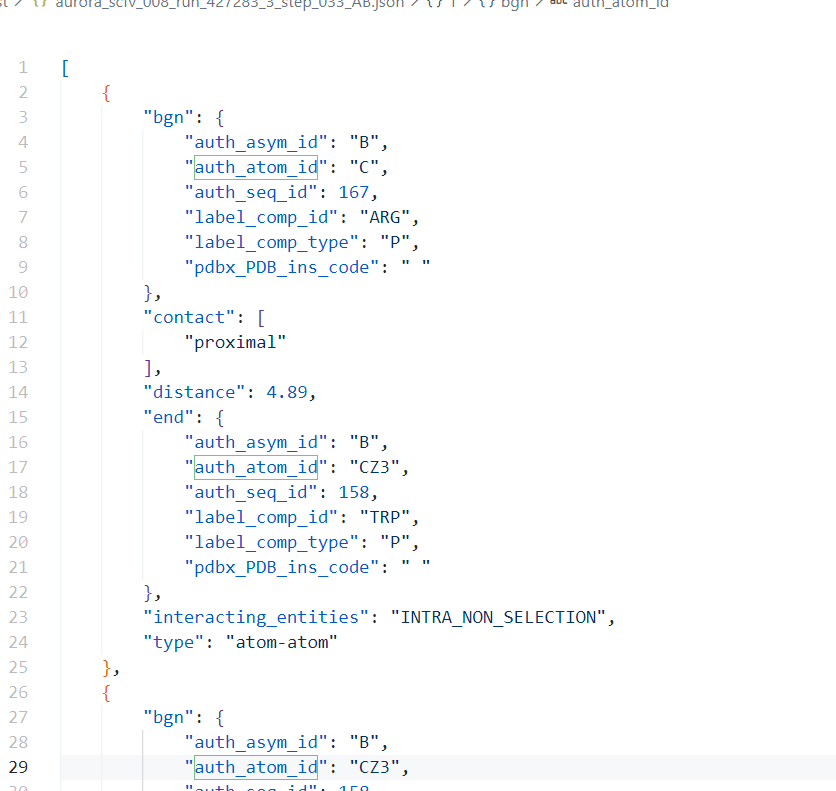 aurora_sciv_008_run_427283_3_step_033_AB.json > {} 1 > {} bgn > abc auth_atom_id
1 [
2 {
3 "bgn": {
4 "auth_asym_id": "B",
5 "auth_atom_id": "C",
6 "auth_seq_id": 167,
7 "label_comp_id": "ARG",
8 "label_comp_type": "P",
9 "pdbx_PDB_ins_code": " "
10 },
11 "contact": [
12 "proximal"
13 ],
14 "distance": 4.89,
15 "end": {
16 "auth_asym_id": "B",
17 "auth_atom_id": "CZ3",
18 "auth_seq_id": 158,
19 "label_comp_id": "TRP",
20 "label_comp_type": "P",
21 "pdbx_PDB_ins_code": " "
22 },
23 "interacting_entities": "INTRA_NON_SELECTION",
24 "type": "atom-atom"
25 },
26 {
27 "bgn": {
28 "auth_asym_id": "B",
29 "auth_atom_id": "CZ3",
30 "auth_seq_id": 158